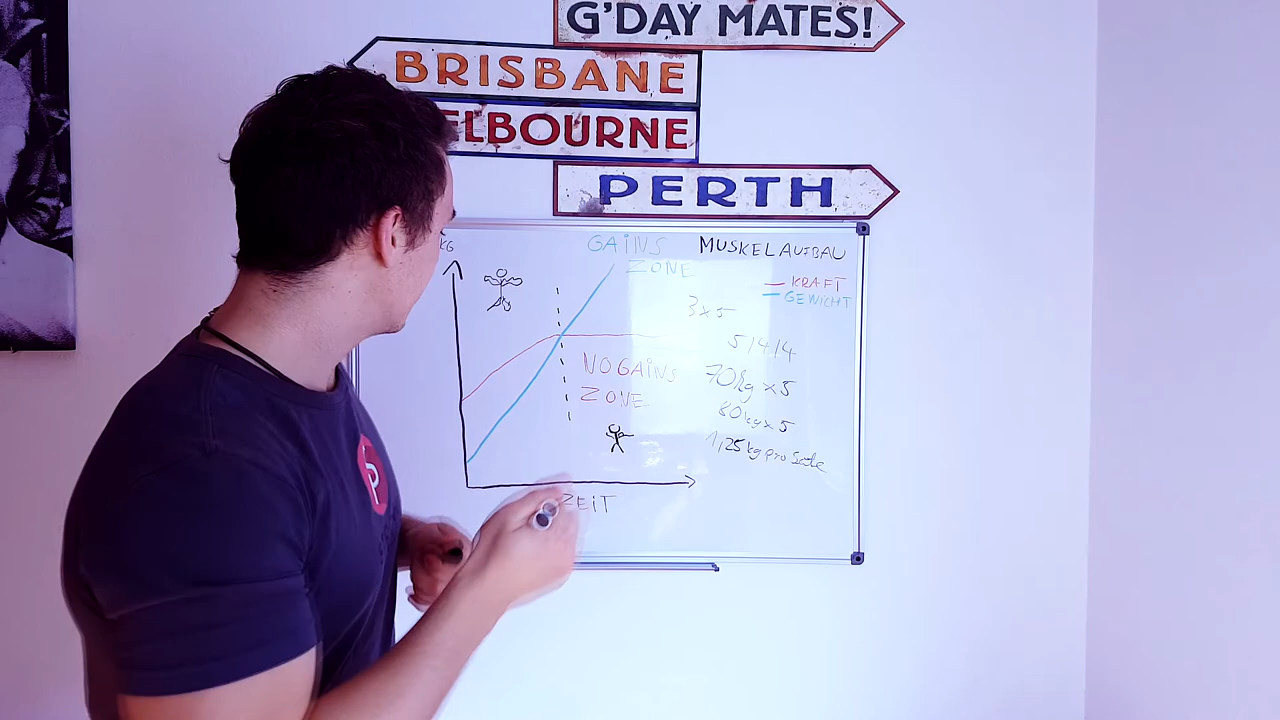 G'DAY MATES!
BRISBANE
ELBOURNE
PERTH
KG
GAINS
ZONE
MUSKELAUFBAU
KRAFT
GEWICHT
3x5
5/4/4
NO GAINS
ZONE
70kg x 5
80kg x 5
1,25kg pro Seite
ZEIT
P